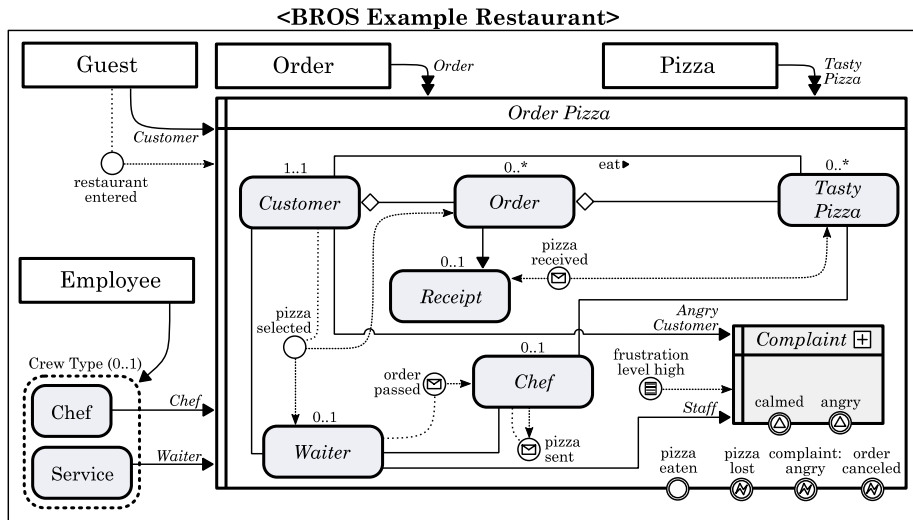 <BROS Example Restaurant>
Guest
Order
Order
Pizza
Tasty
Pizza
Order Pizza
Customer
restaurant
entered
1..1
Customer
0..*
Order
eat
0..*
Tasty
Pizza
pizza
received
0..1
Receipt
Employee
pizza
selected
Angry
Customer
Complaint
Crew Type (0..1)
Chef
Chef
Service
Waiter
order
passed
0..1
Chef
frustration
level high
Staff
calmed
angry
0..1
Waiter
pizza
sent
pizza
eaten
pizza
lost
complaint:
angry
order
canceled